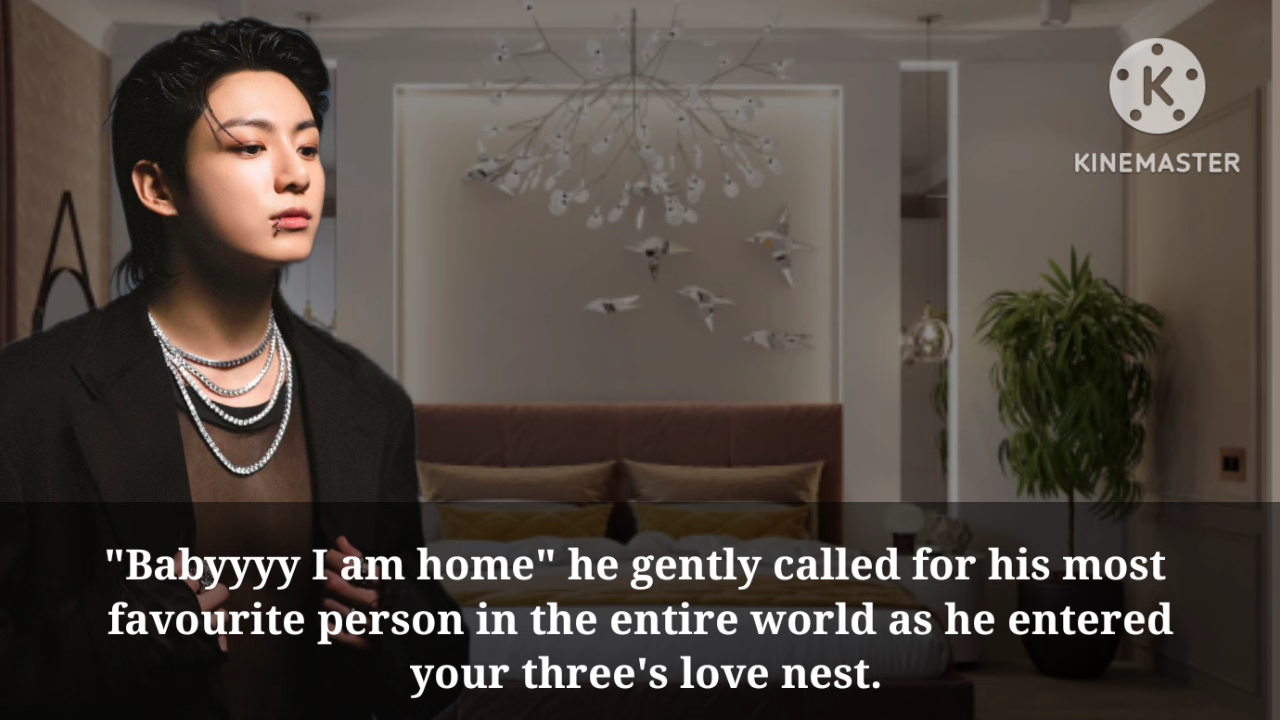 K
KINEMASTER
"Babyyyy I am home" he gently called for his most
favourite person in the entire world as he entered
your three's love nest.